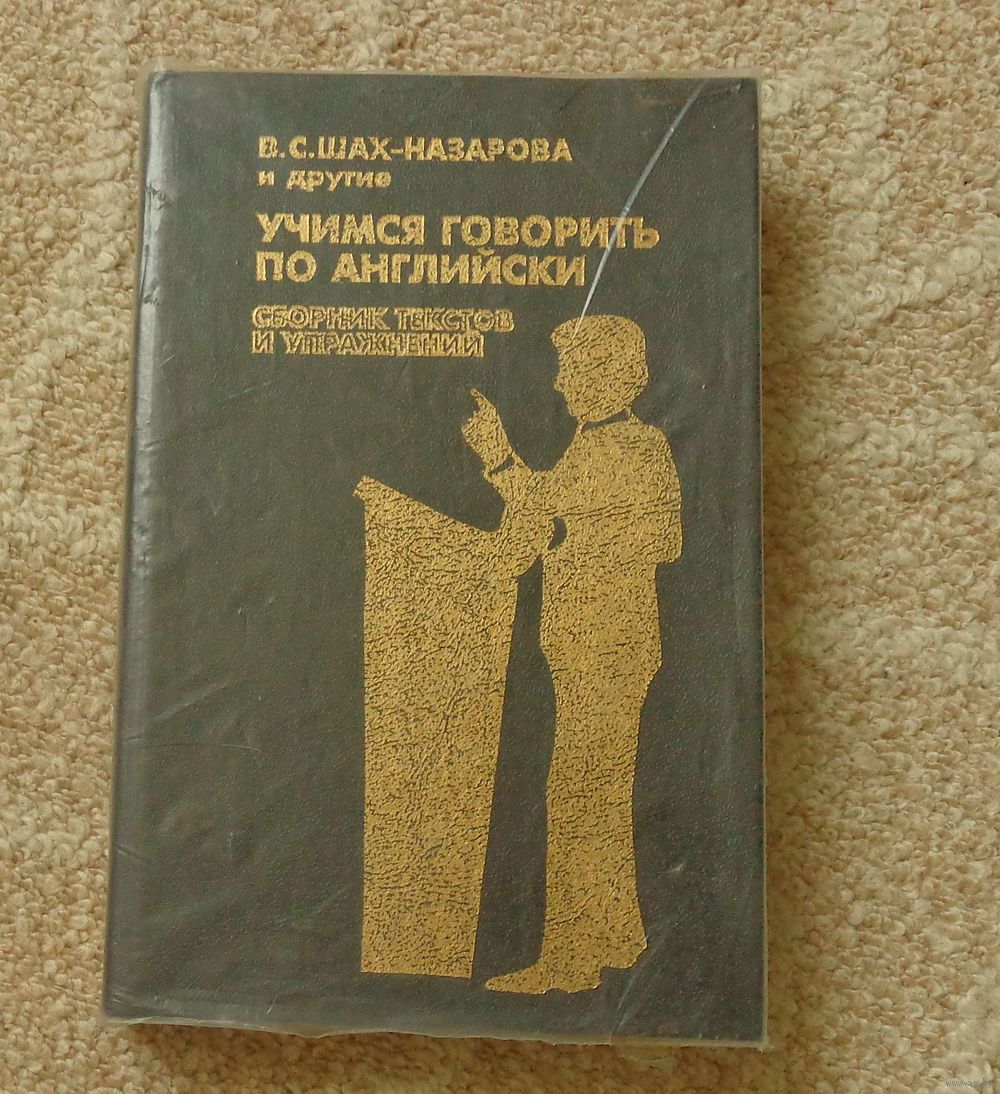 В.С.ШАХ-НАЗАРОВА
и другие
УЧИМСЯ ГОВОРИТЬ
ПО АНГЛИЙСКИ
СБОРНИК ТЕКСТОВ
И УПРАЖНЕНИЙ